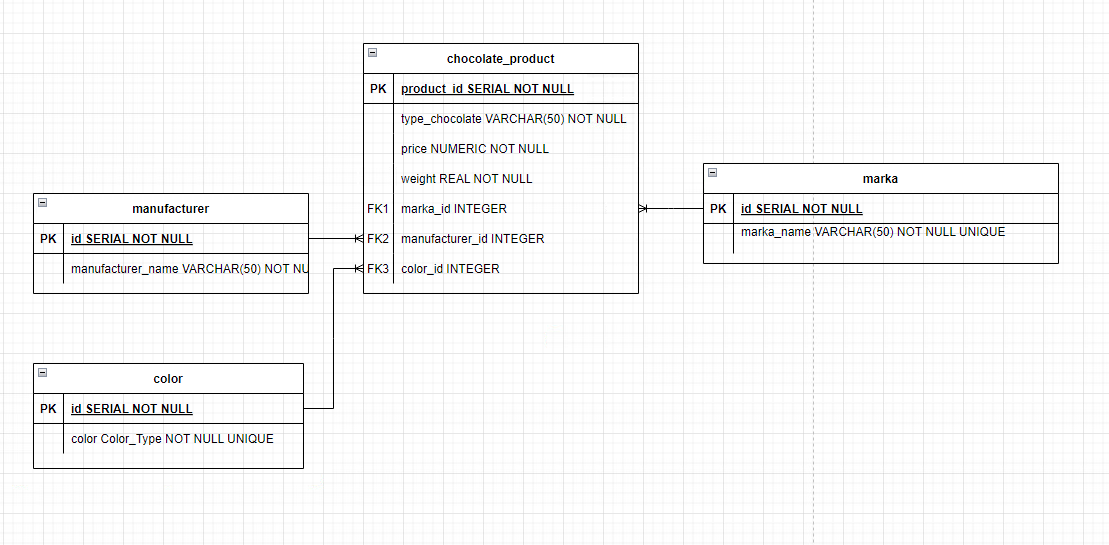 chocolate_product
PK product_id SERIAL NOT NULL
type_chocolate VARCHAR(50) NOT NULL
price NUMERIC NOT NULL
weight REAL NOT NULL
FK1 marka_id INTEGER
FK2 manufacturer_id INTEGER
FK3 color_id INTEGER
marka
PK id SERIAL NOT NULL
marka_name VARCHAR(50) NOT NULL UNIQUE
manufacturer
PK id SERIAL NOT NULL
manufacturer_name VARCHAR(50) NOT NU
color
PK id SERIAL NOT NULL
color Color_Type NOT NULL UNIQUE